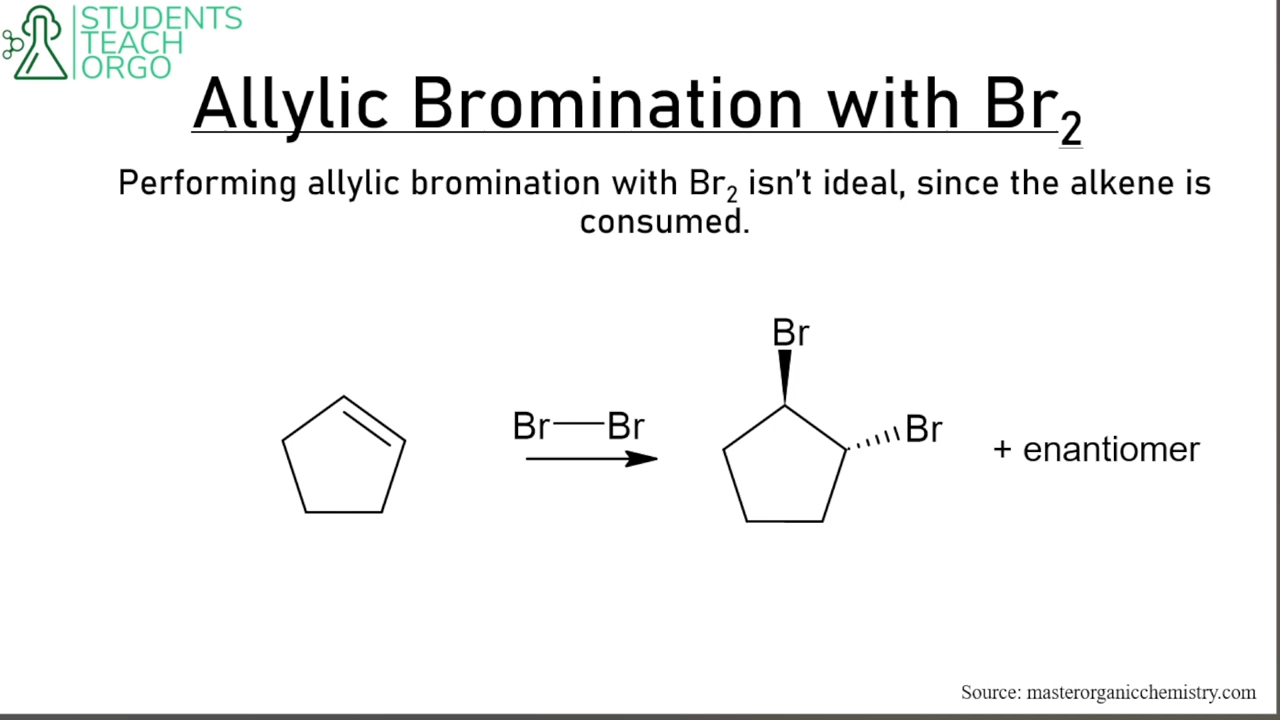 STUDENTS
TEACH
ORGO
Allylic Bromination with Br₂
Performing allylic bromination with Br₂ isn’t ideal, since the alkene is
consumed.
Br
Br—Br
Br
+ enantiomer
Source: masterorganicchemistry.com